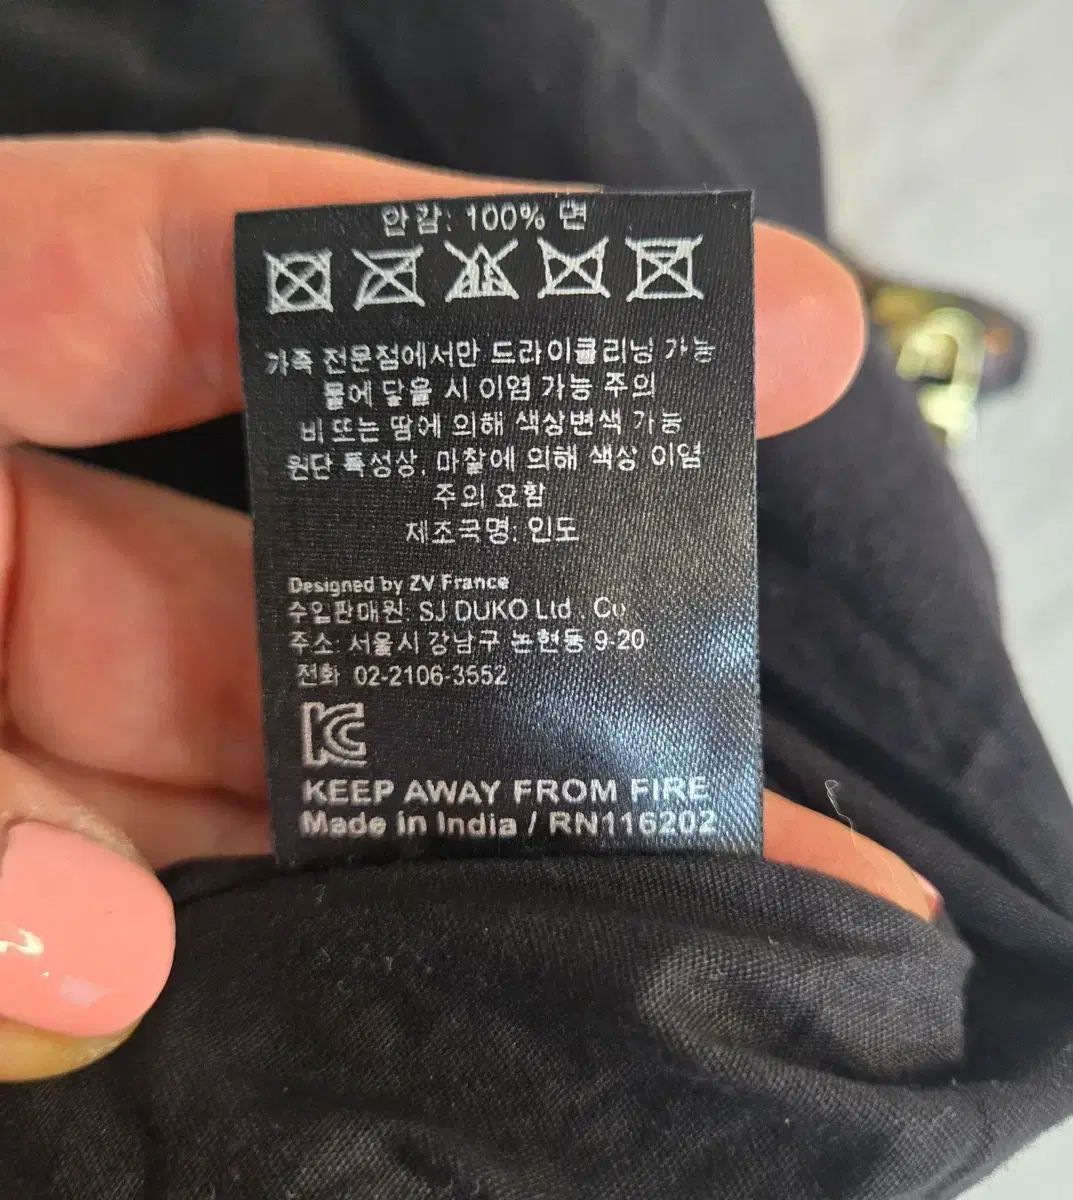 안감: 100% 면
가죽 전문점에서만 드라이클리닝 가능
물에 닿을 시 이염 가능 주의
비 또는 땀에 의해 색상변색 가능
원단 특성상, 마찰에 의해 색상 이염
주의 요함
제조국명: 인도
Designed by ZV France
수입판매원: SJ DUKO Ltd., Co
주소: 서울시 강남구 논현동 9-20
전화 02-2106-3552
KC
KEEP AWAY FROM FIRE
Made in India / RN116202